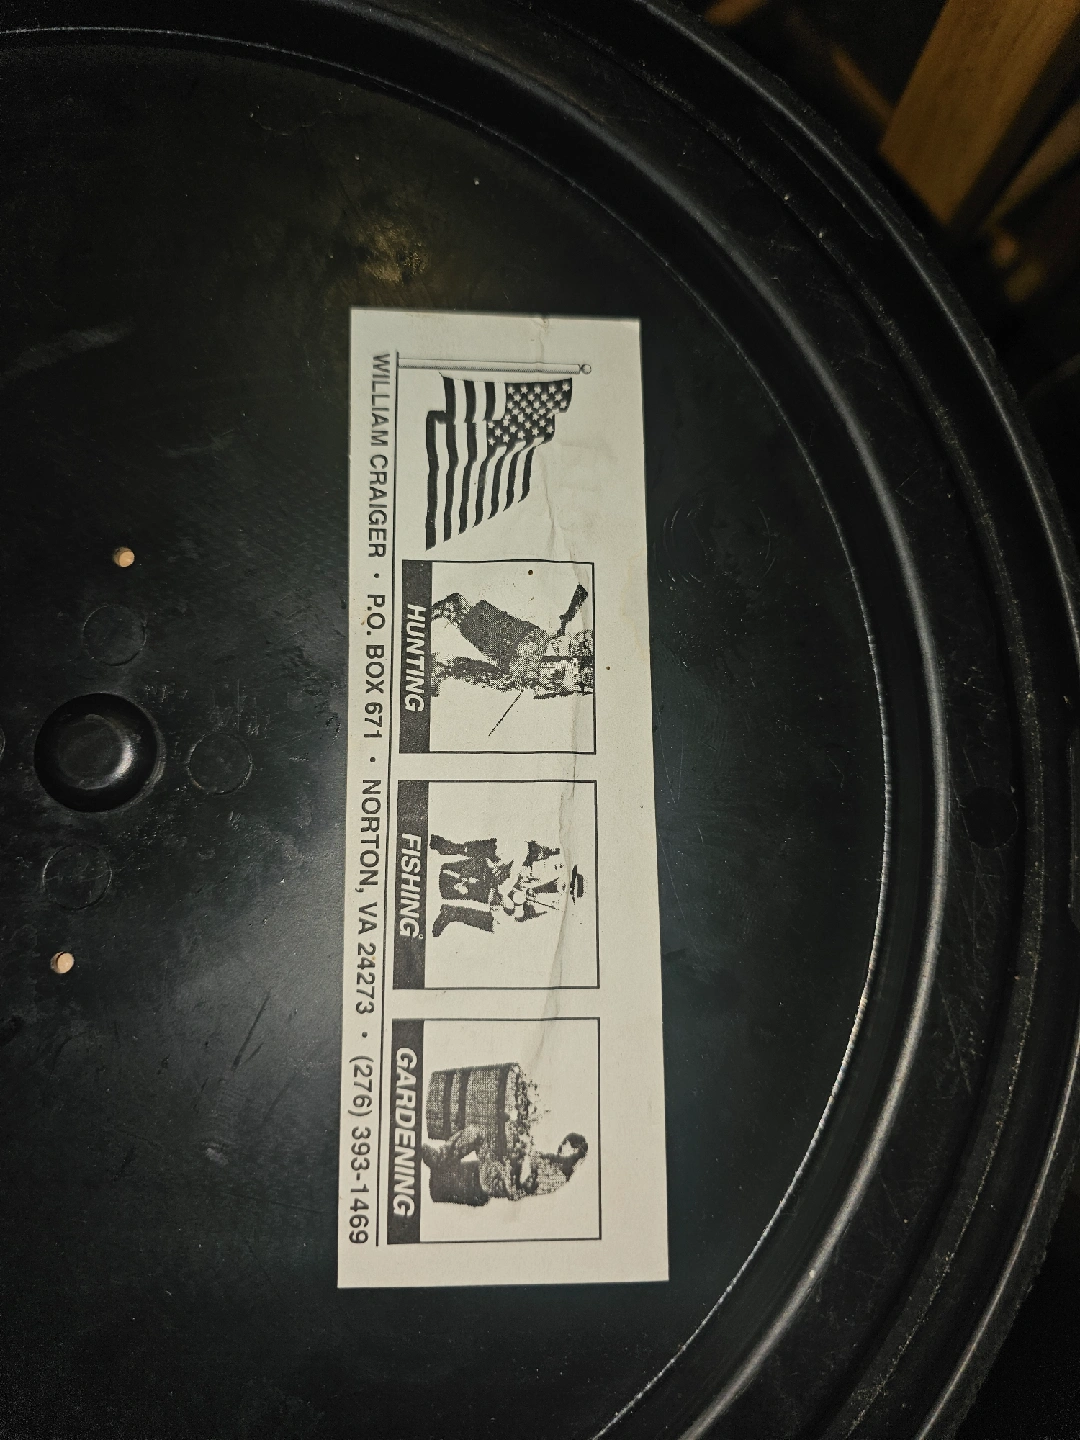 HUNTING
FISHING
GARDENING
WILLIAM CRAIGER • P.O. BOX 671 • NORTON, VA 24273 • (276) 393-1469